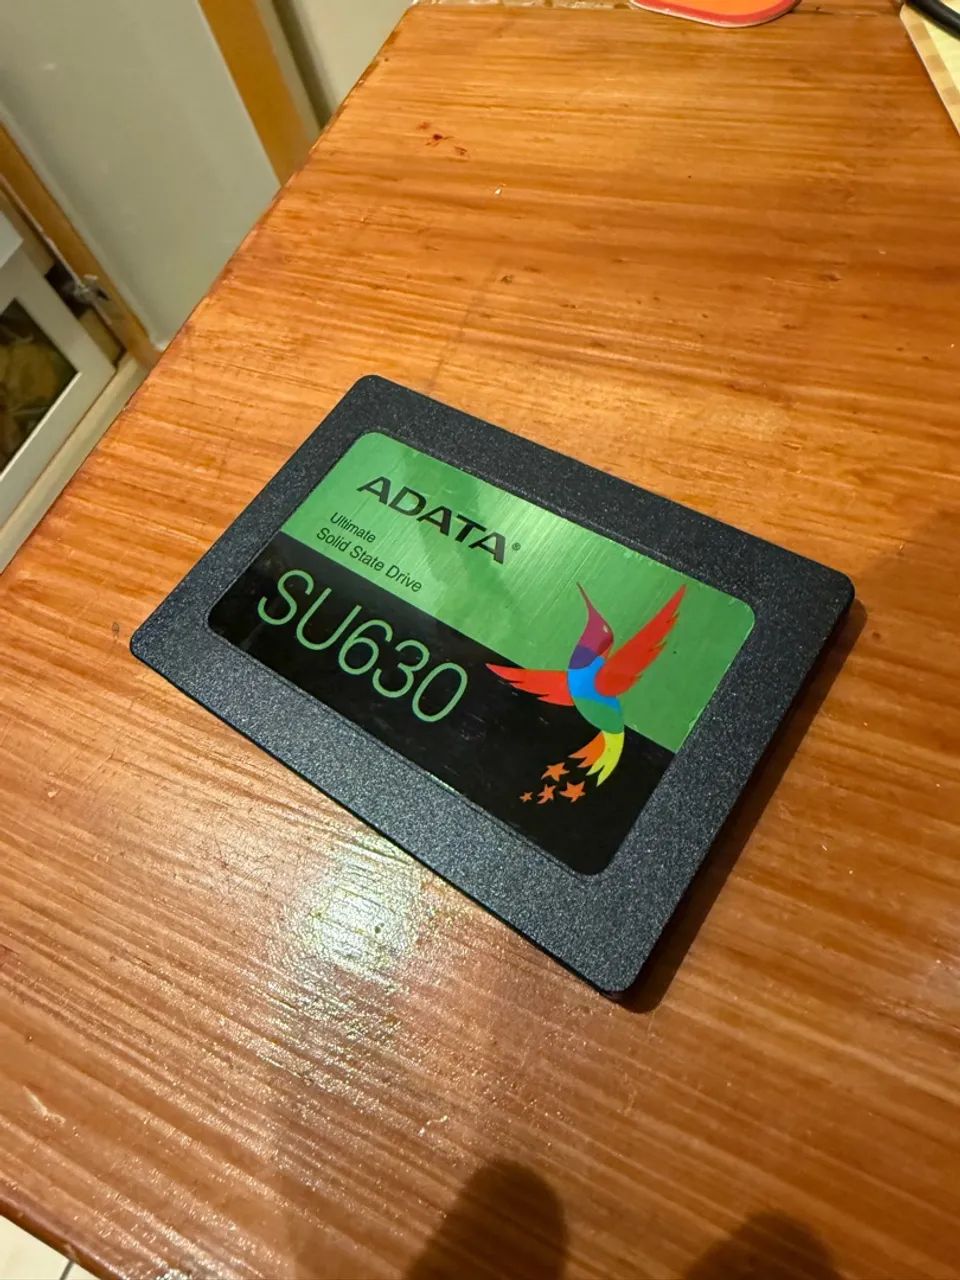 ADATA®
Ultimate
Solid State Drive
SU630